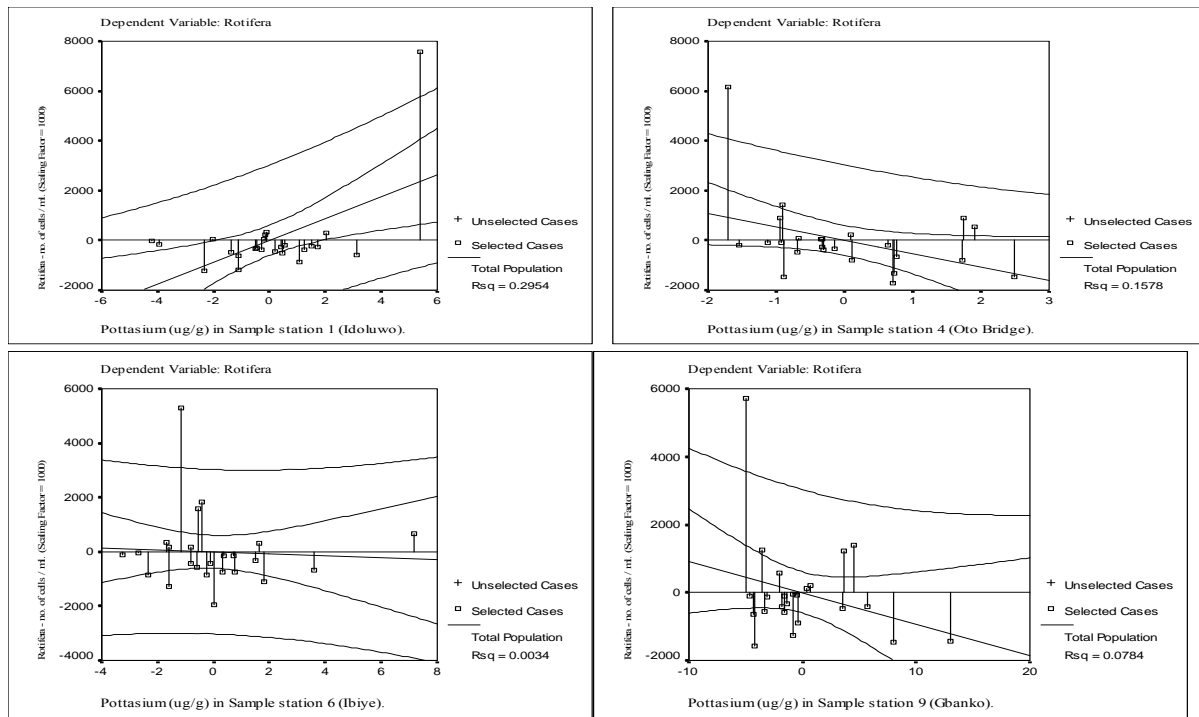 Dependent Variable: Rotifera
8000
6000
4000
2000
0
-2000
Rotifera - no. of cells / ml. (Scaling Factor = 1000)
-6
-4
-2
0
2
4
6
Pottasium (ug/g) in Sample station 1 (Idoluwo).
Unselected Cases
Selected Cases
Total Population
Rsq = 0.2954
Dependent Variable: Rotifera
8000
6000
4000
2000
0
-2000
Rotifera - no. of cells / ml. (Scaling Factor = 1000)
-2
-1
0
1
2
3
Pottasium (ug/g) in Sample station 4 (Oto Bridge).
Unselected Cases
Selected Cases
Total Population
Rsq = 0.1578
Dependent Variable: Rotifera
6000
4000
2000
0
-2000
-4000
Rotifera - no. of cells / ml. (Scaling Factor = 1000)
-4
-2
0
2
4
6
8
Pottasium (ug/g) in Sample station 6 (Ibiye).
Unselected Cases
Selected Cases
Total Population
Rsq = 0.0034
Dependent Variable: Rotifera
6000
4000
2000
0
-2000
Rotifera - no. of cells / ml. (Scaling Factor = 1000)
-10
0
10
20
Pottasium (ug/g) in Sample station 9 (Gbanko).
Unselected Cases
Selected Cases
Total Population
Rsq = 0.0784